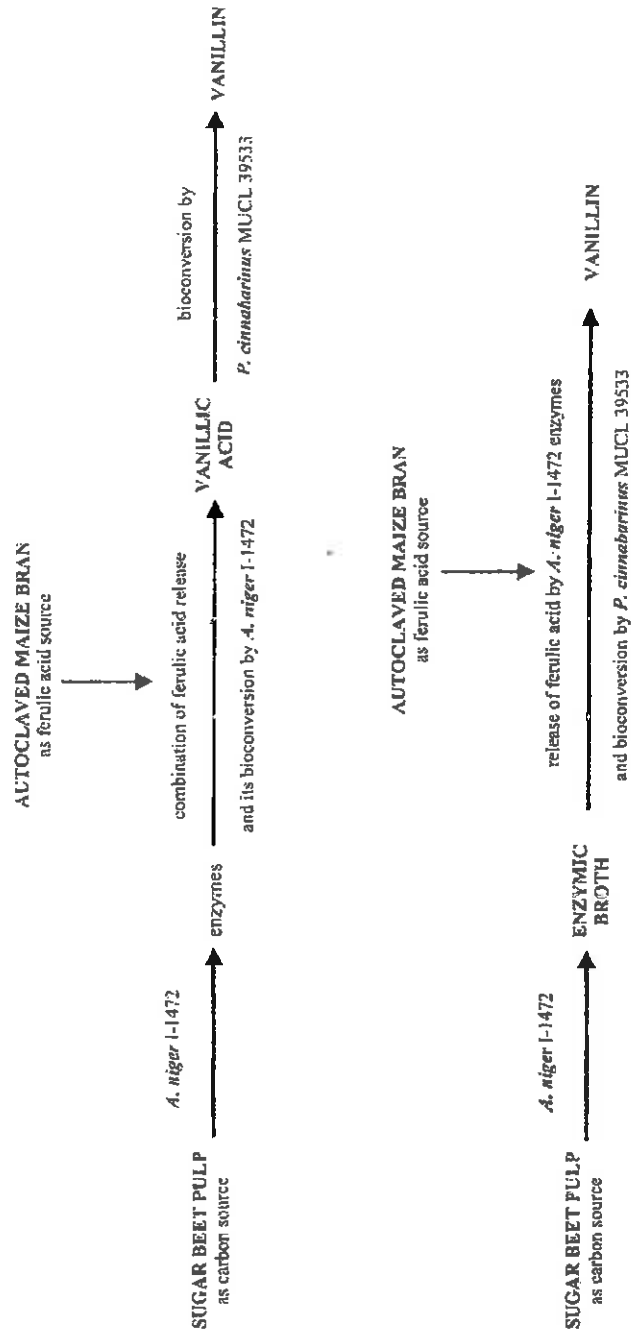 AUTOCLAVED MAIZE BRAN
as ferulic acid source
SUGAR BEET PULP
as carbon source
A. niger I-1472
enzymes
combination of ferulic acid release
and its bioconversion by A. niger I-1472
VANILLIC
ACID
bioconversion by
P. cinnabarinus MUCL 39533
VANILLIN
AUTOCLAVED MAIZE BRAN
as ferulic acid source
SUGAR BEET PULP
as carbon source
A. niger I-1472
ENZYMIC
BROTH
release of ferulic acid by A. niger I-1472 enzymes
and bioconversion by P. cinnabarinus MUCL 39533
VANILLIN